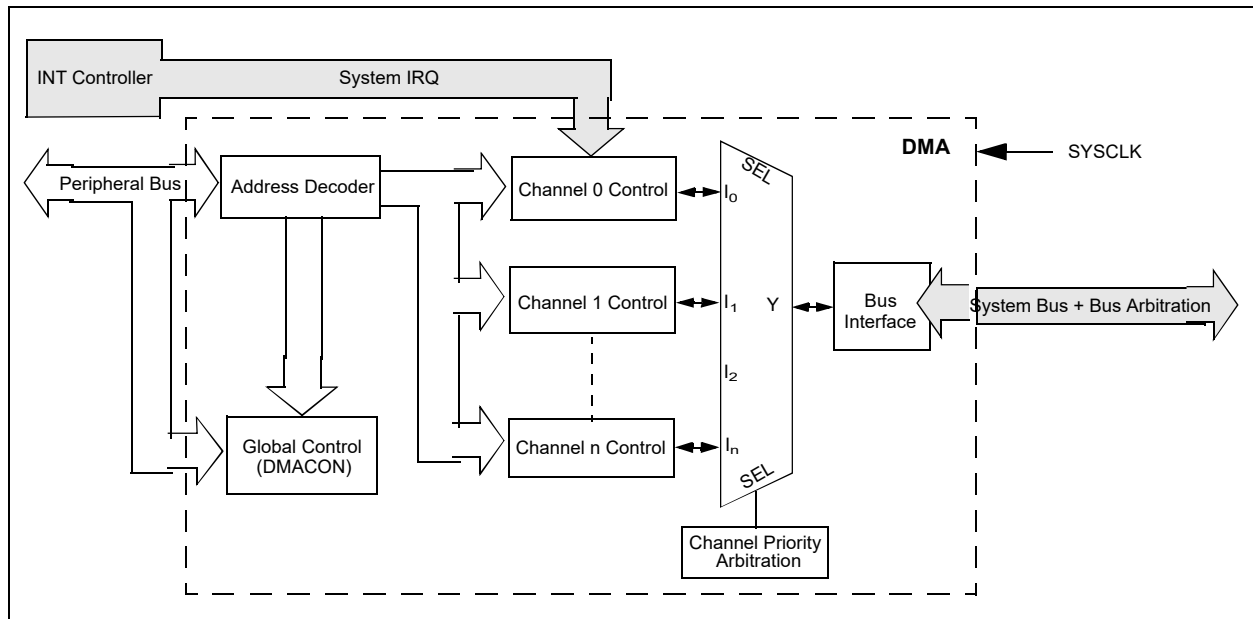 INT Controller
System IRQ
DMA
SYSCLK
Peripheral Bus
Address Decoder
Channel 0 Control
SEL
I0
Channel 1 Control
I1
Y
Bus
Interface
System Bus + Bus Arbitration
I2
Global Control
(DMACON)
Channel n Control
In
SEL
Channel Priority
Arbitration